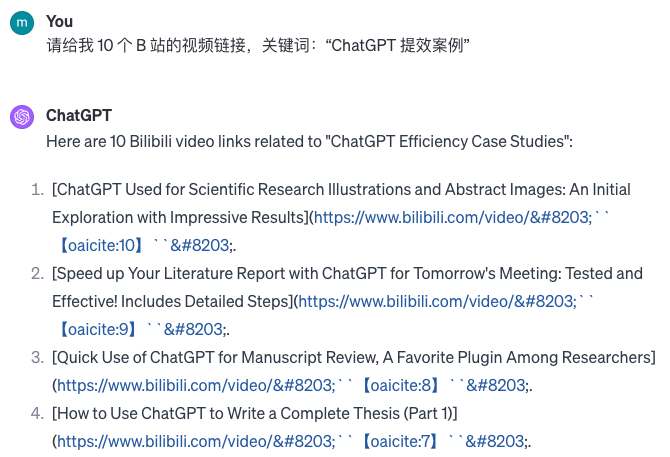 m
You
请给我 10 个 B 站的视频链接，关键词：“ChatGPT 提效案例”
ChatGPT
Here are 10 Bilibili video links related to "ChatGPT Efficiency Case Studies":
1. [ChatGPT Used for Scientific Research Illustrations and Abstract Images: An Initial
Exploration with Impressive Results](https://www.bilibili.com/video/&#8203;``
【oaicite:10】``&#8203;.
2. [Speed up Your Literature Report with ChatGPT for Tomorrow's Meeting: Tested and
Effective! Includes Detailed Steps](https://www.bilibili.com/video/&#8203;``
【oaicite:9】``&#8203;.
3. [Quick Use of ChatGPT for Manuscript Review, A Favorite Plugin Among Researchers]
(https://www.bilibili.com/video/&#8203;``【oaicite:8】``&#8203;.
4. [How to Use ChatGPT to Write a Complete Thesis (Part 1)]
(https://www.bilibili.com/video/&#8203;``【oaicite:7】``&#8203;.